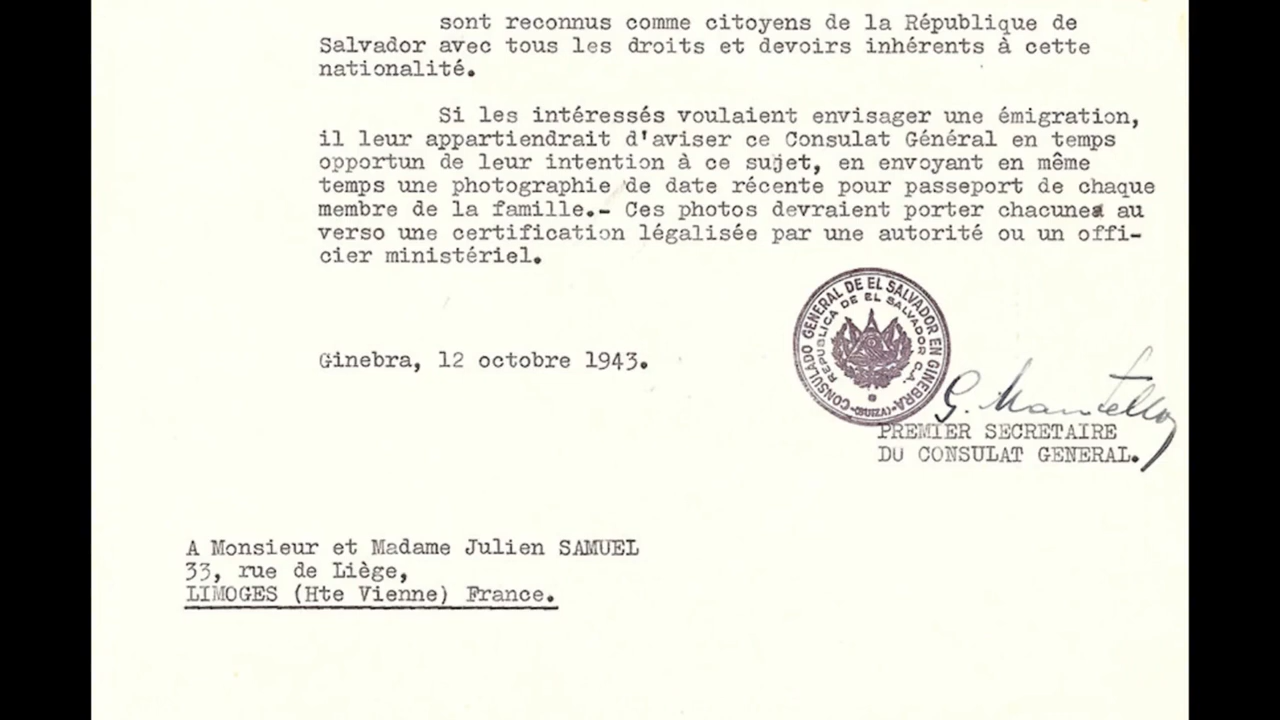 sont reconnus comme citoyens de la République de
Salvador avec tous les droits et devoirs inhérents à cette
nationalité.
Si les intéressés voulaient envisager une émigration,
il leur appartiendrait d'aviser ce Consulat Général en temps
opportun de leur intention à ce sujet, en envoyant en même
temps une photographie de date récente pour passeport de chaque
membre de la famille.- Ces photos devraient porter chacunes au
verso une certification légalisée par une autorité ou un offi-
cier ministériel.
CONSULADO GENERAL DE EL SALVADOR EN GINEBRA
REPUBLICA DE EL SALVADOR C.A.
(SUIZA)
Ginebra, 12 octobre 1943.
G. Mantello
PREMIER SECRETAIRE
DU CONSULAT GENERAL.
A Monsieur et Madame Julien SAMUEL
33, rue de Liège,
LIMOGES (Hte Vienne) France.